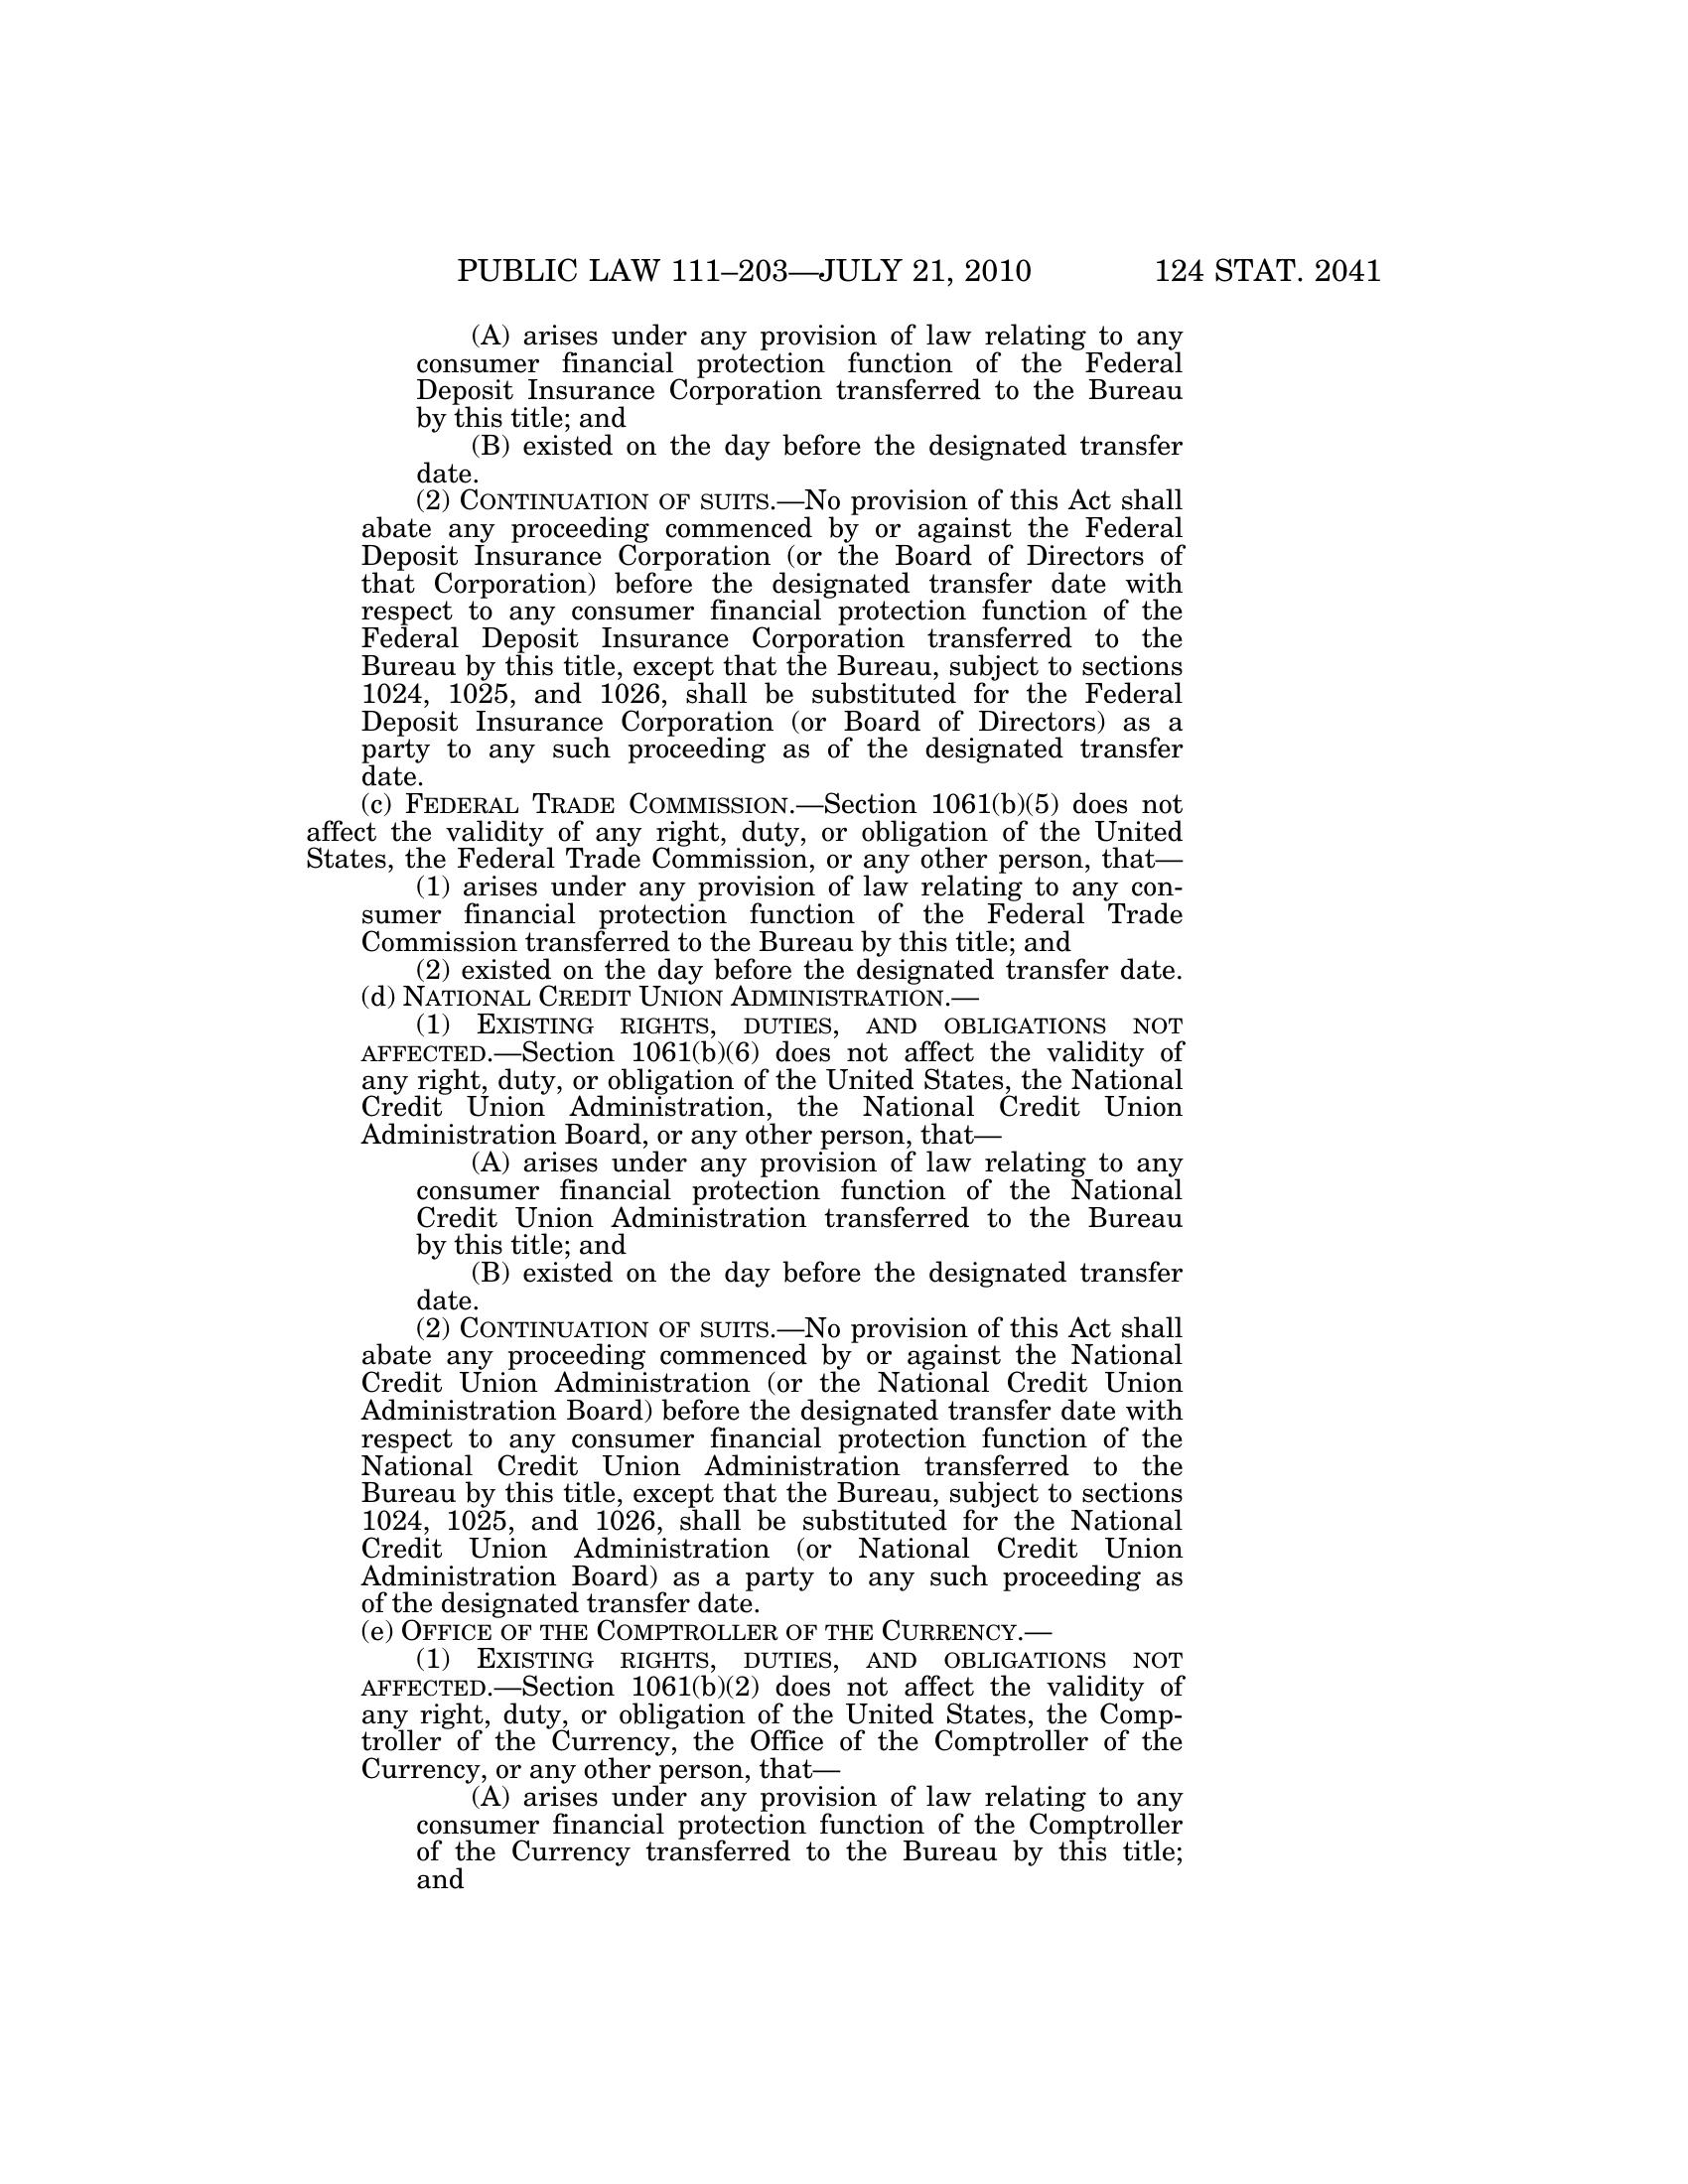 PUBLIC LAW 111–203—JULY 21, 2010 124 STAT. 2041
(A) arises under any provision of law relating to any
consumer financial protection function of the Federal
Deposit Insurance Corporation transferred to the Bureau
by this title; and
(B) existed on the day before the designated transfer
date.
(2) CONTINUATION OF SUITS.—No provision of this Act shall
abate any proceeding commenced by or against the Federal
Deposit Insurance Corporation (or the Board of Directors of
that Corporation) before the designated transfer date with
respect to any consumer financial protection function of the
Federal Deposit Insurance Corporation transferred to the
Bureau by this title, except that the Bureau, subject to sections
1024, 1025, and 1026, shall be substituted for the Federal
Deposit Insurance Corporation (or Board of Directors) as a
party to any such proceeding as of the designated transfer
date.
(c) FEDERAL TRADE COMMISSION.—Section 1061(b)(5) does not
affect the validity of any right, duty, or obligation of the United
States, the Federal Trade Commission, or any other person, that—
(1) arises under any provision of law relating to any con-
sumer financial protection function of the Federal Trade
Commission transferred to the Bureau by this title; and
(2) existed on the day before the designated transfer date.
(d) NATIONAL CREDIT UNION ADMINISTRATION.—
(1) EXISTING RIGHTS, DUTIES, AND OBLIGATIONS NOT
AFFECTED.—Section 1061(b)(6) does not affect the validity of
any right, duty, or obligation of the United States, the National
Credit Union Administration, the National Credit Union
Administration Board, or any other person, that—
(A) arises under any provision of law relating to any
consumer financial protection function of the National
Credit Union Administration transferred to the Bureau
by this title; and
(B) existed on the day before the designated transfer
date.
(2) CONTINUATION OF SUITS.—No provision of this Act shall
abate any proceeding commenced by or against the National
Credit Union Administration (or the National Credit Union
Administration Board) before the designated transfer date with
respect to any consumer financial protection function of the
National Credit Union Administration transferred to the
Bureau by this title, except that the Bureau, subject to sections
1024, 1025, and 1026, shall be substituted for the National
Credit Union Administration (or National Credit Union
Administration Board) as a party to any such proceeding as
of the designated transfer date.
(e) OFFICE OF THE COMPTROLLER OF THE CURRENCY.—
(1) EXISTING RIGHTS, DUTIES, AND OBLIGATIONS NOT
AFFECTED.—Section 1061(b)(2) does not affect the validity of
any right, duty, or obligation of the United States, the Comp-
troller of the Currency, the Office of the Comptroller of the
Currency, or any other person, that—
(A) arises under any provision of law relating to any
consumer financial protection function of the Comptroller
of the Currency transferred to the Bureau by this title;
and